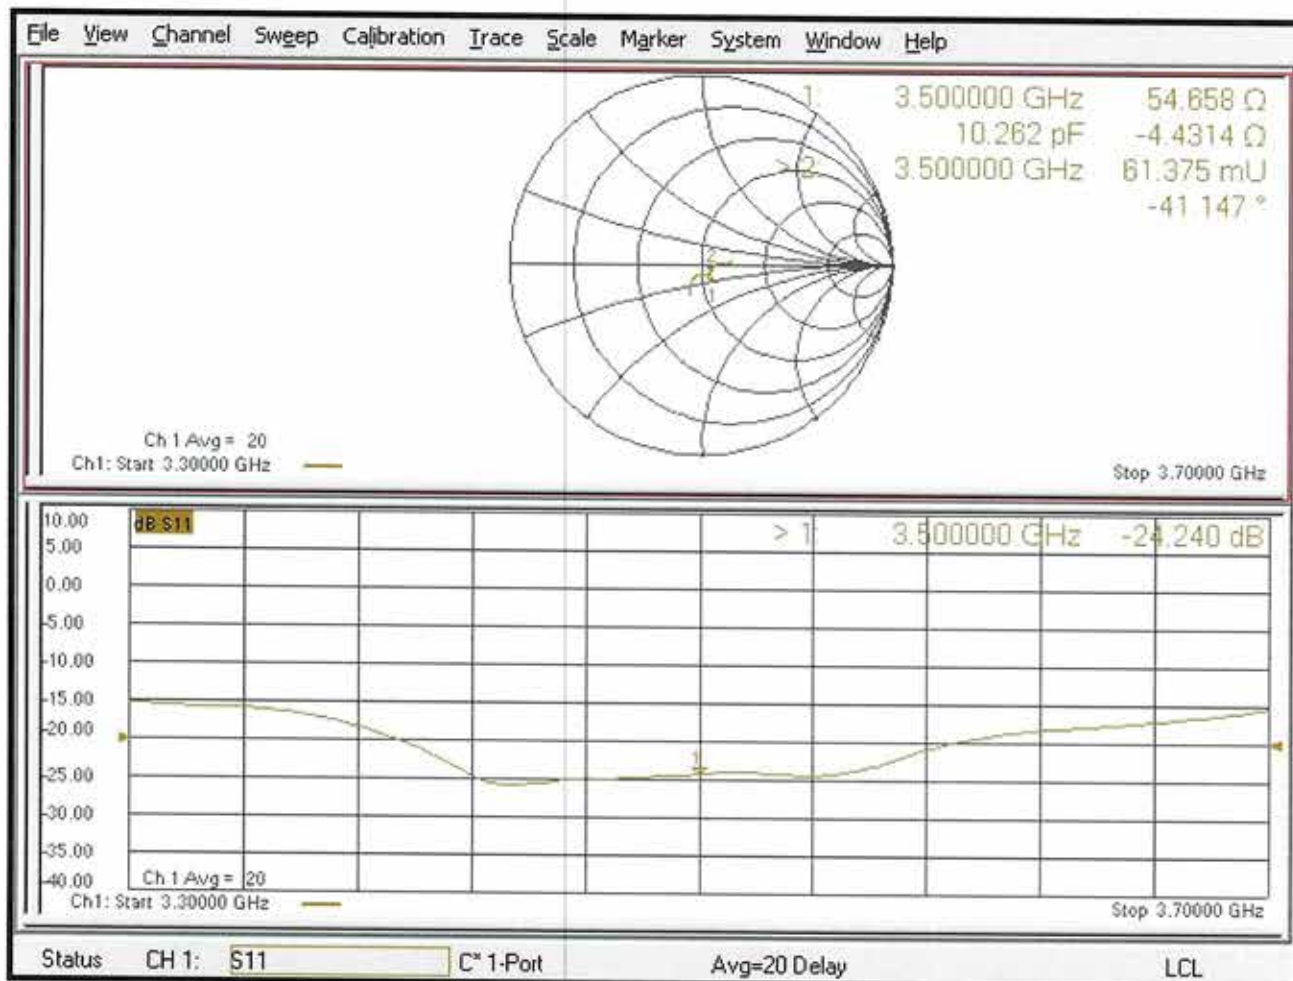 File View Channel Sweep Calibration Trace Scale Marker System Window Help
1: 3.500000 GHz 54.658 Ω
10.262 pF -4.4314 Ω
> 2: 3.500000 GHz 61.375 mU
-41.147 °
2
1
Ch 1 Avg = 20
Ch1: Start 3.30000 GHz
Stop 3.70000 GHz
10.00
dB S11
> 1: 3.500000 GHz -24.240 dB
5.00
0.00
-5.00
-10.00
-15.00
-20.00
1
-25.00
-30.00
-35.00
-40.00
Ch 1 Avg = 20
Ch1: Start 3.30000 GHz
Stop 3.70000 GHz
Status CH 1: S11 C* 1-Port Avg=20 Delay LCL